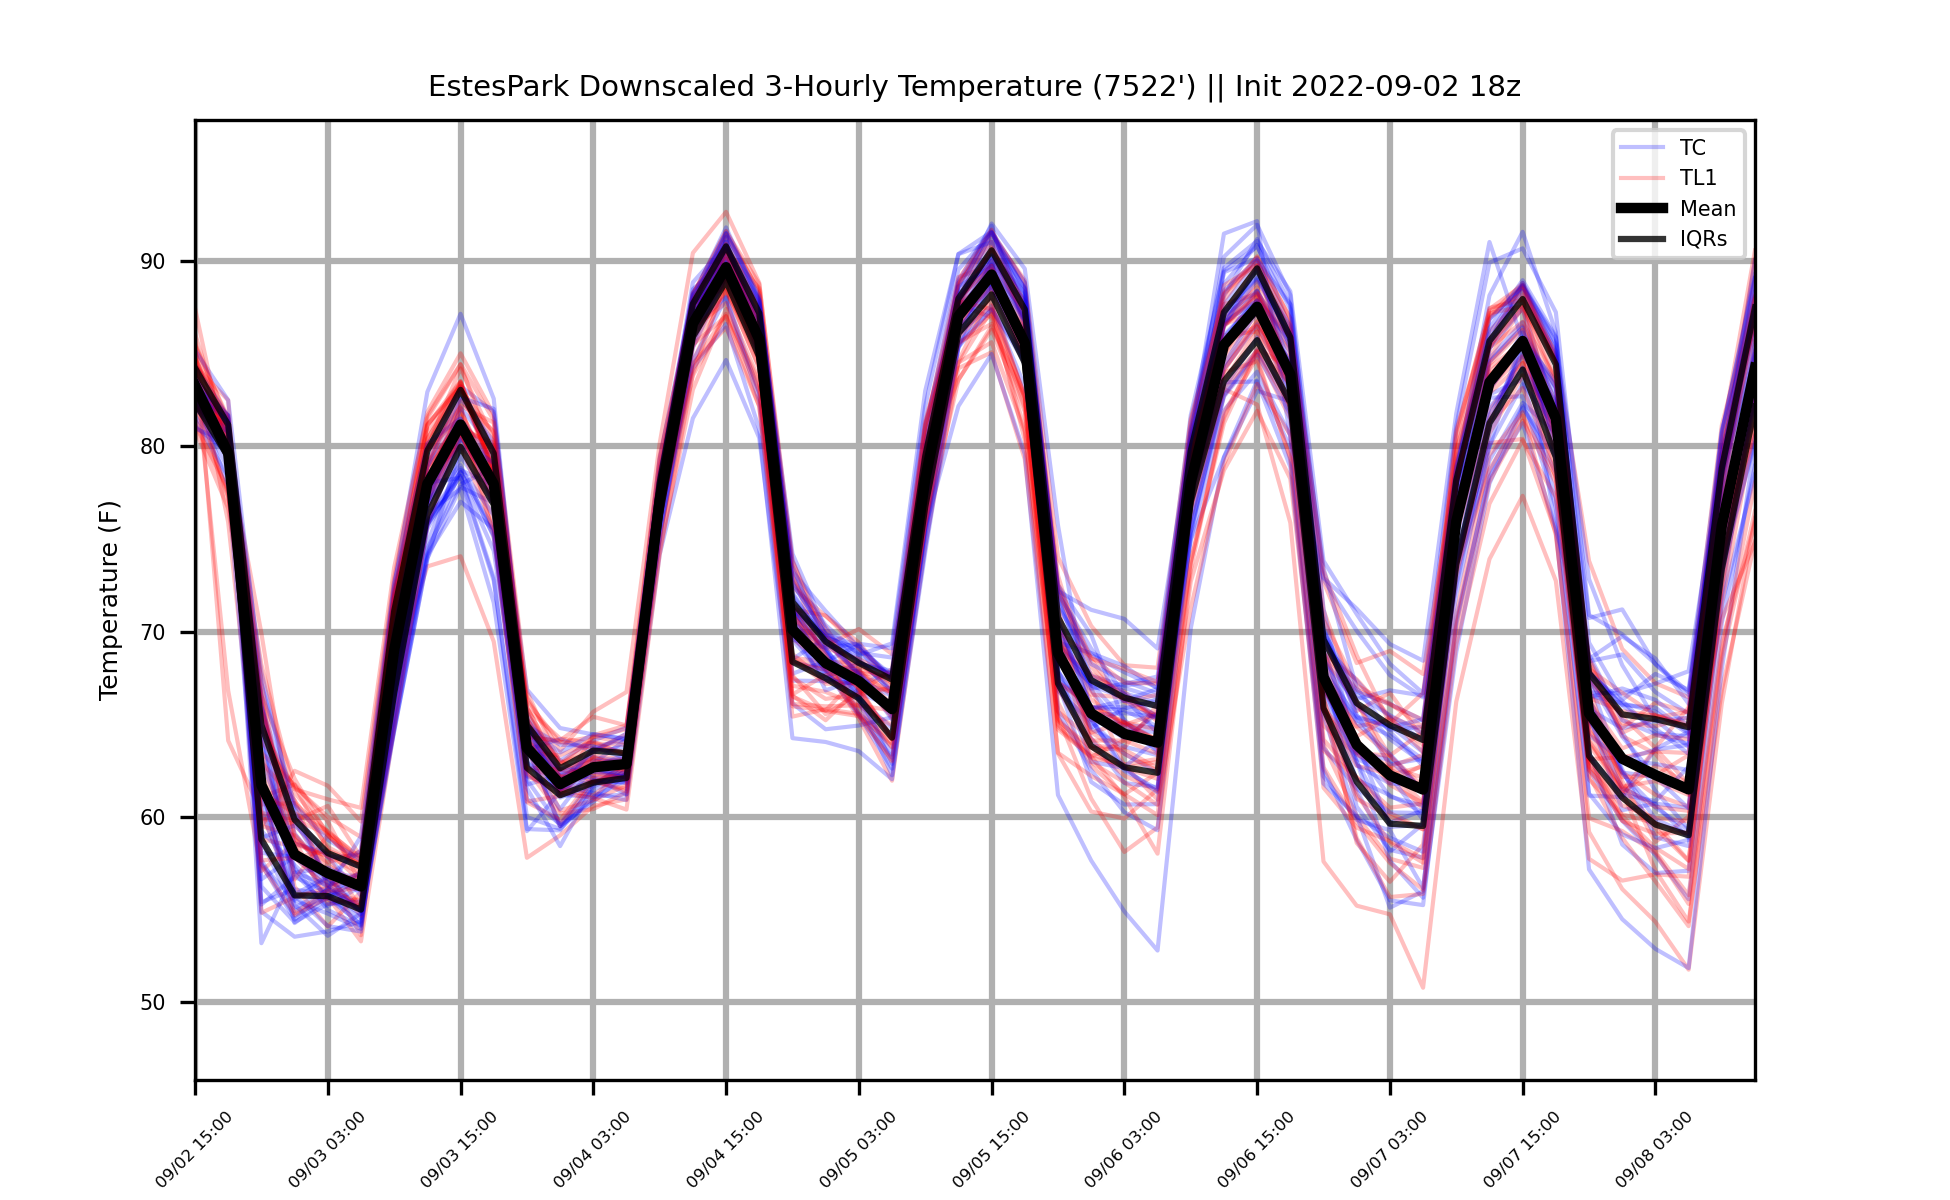 EstesPark Downscaled 3-Hourly Temperature (7522') || Init 2022-09-02 18z
TC
TL1
Mean
IQRs
Temperature (F)
90
80
70
60
50
09/02 15:00
09/03 03:00
09/03 15:00
09/04 03:00
09/04 15:00
09/05 03:00
09/05 15:00
09/06 03:00
09/06 15:00
09/07 03:00
09/07 15:00
09/08 03:00